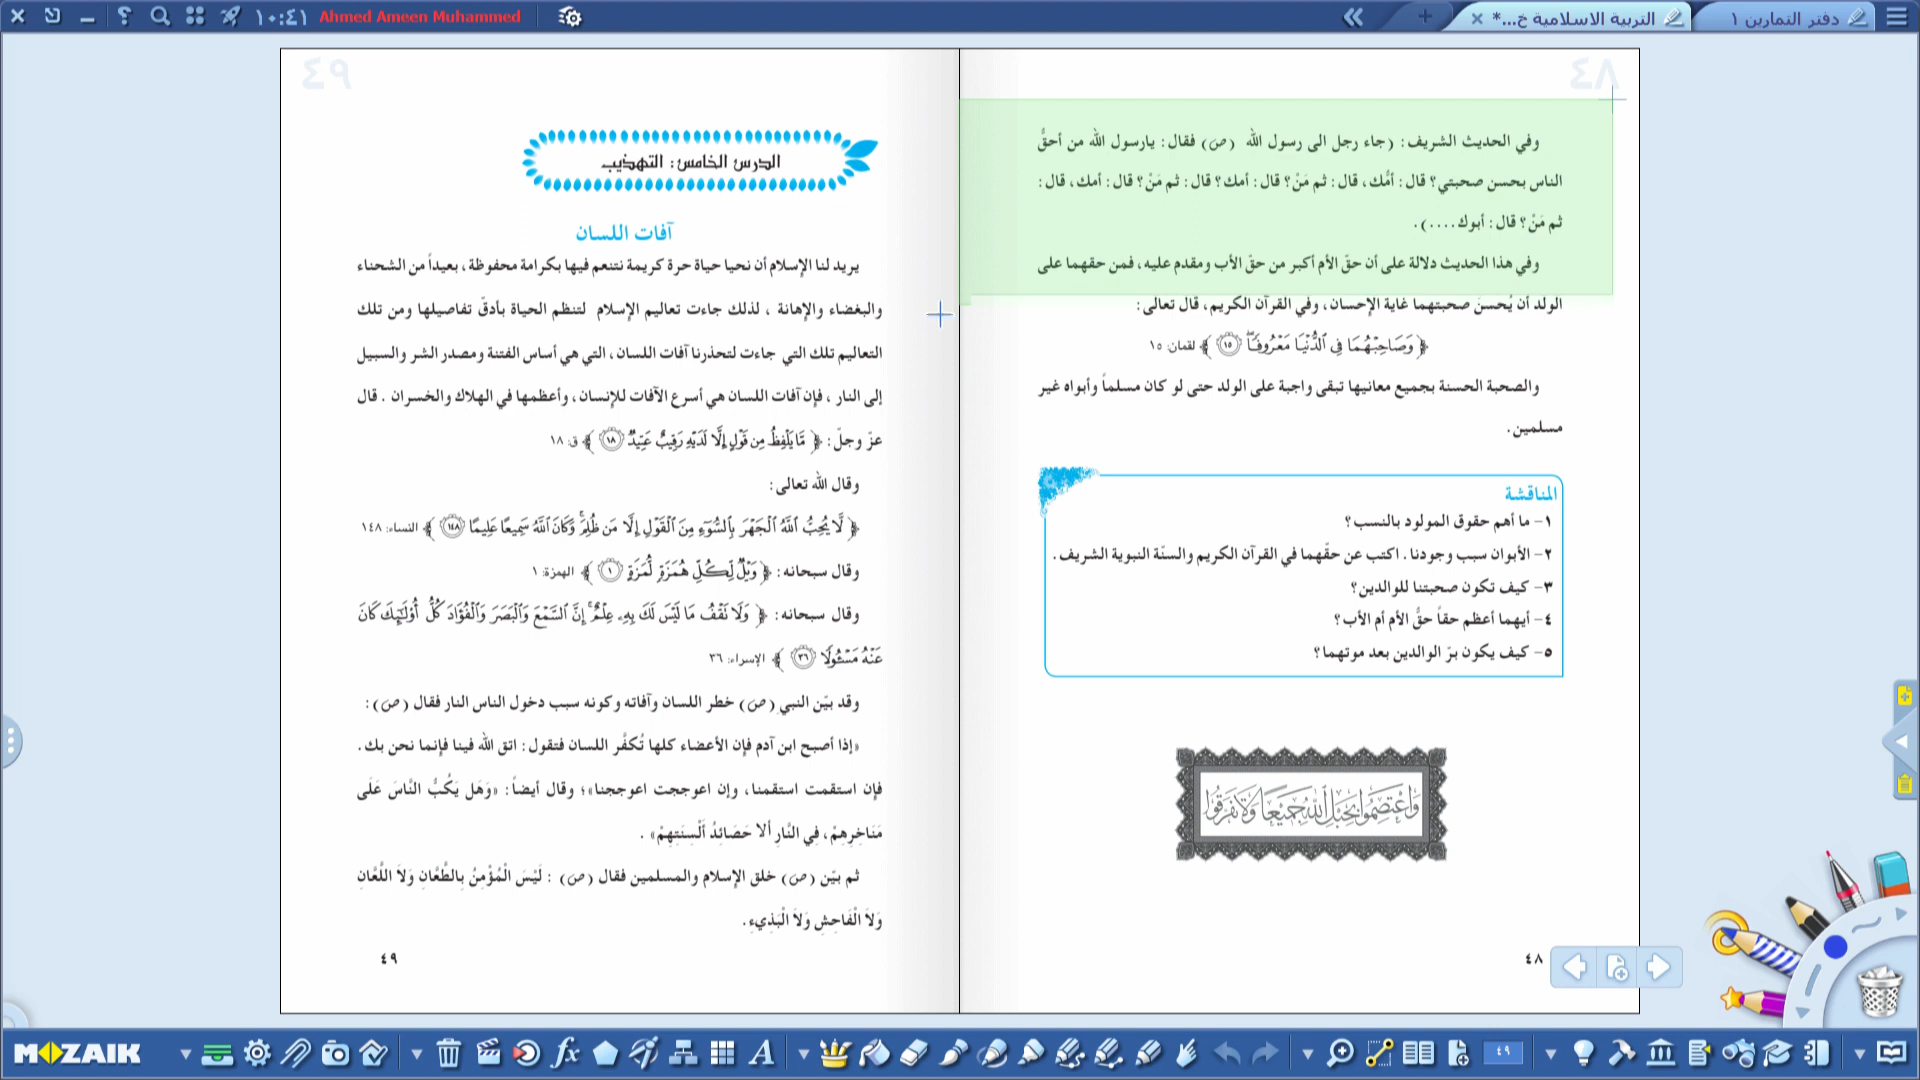 ١٠:٤١
Ahmed Ameen Muhammed
التربية الاسلامية خ...*
دفتر التمارين ١
٤٨
وفي الحديث الشريف: (جاء رجل الى رسول الله (ص) فقال: يارسول الله من أحقُّ
الناس بحسن صحبتي؟ قال: أمُّك، قال: ثم مَنْ؟ قال: أمك؟ قال: ثم مَنْ؟ قال: أمك، قال:
ثم مَنْ؟ قال: أبوك....).
وفي هذا الحديث دلالة على أن حقّ الأم أكبر من حقّ الأب ومقدم عليه، فمن حقهما على
الولد أن يُحسنَ صحبتهما غاية الإحسان، وفي القرآن الكريم، قال تعالى:
﴿ وَصَاحِبْهُمَا فِي الدُّنْيَا مَعْرُوفًا ۖ ١٥ ﴾ لقمان: ١٥
والصحبة الحسنة بجميع معانيها تبقى واجبة على الولد حتى لو كان مسلماً وأبواه غير
مسلمين.
المناقشة
١- ما أهم حقوق المولود بالنسب؟
٢- الأبوان سبب وجودنا. اكتب عن حقّهما في القرآن الكريم والسنّة النبوية الشريف.
٣- كيف تكون صحبتنا للوالدين؟
٤- أيهما أعظم حقاً حقُّ الأم أم الأب؟
٥- كيف يكون برّ الوالدين بعد موتهما؟
وَاعْتَصِمُوا بِحَبْلِ اللَّهِ جَمِيعًا وَلَا تَفَرَّقُوا
٤٨
٤٩
الدرس الخامس: التهذيب
آفات اللسان
يريد لنا الإسلام أن نحيا حياة حرة كريمة نتنعم فيها بكرامة محفوظة، بعيداً من الشحناء
والبغضاء والإهانة ، لذلك جاءت تعاليم الإسلام لتنظم الحياة بأدقّ تفاصيلها ومن تلك
التعاليم تلك التي جاءت لتحذرنا آفات اللسان، التي هي أساس الفتنة ومصدر الشر والسبيل
إلى النار ، فإن آفات اللسان هي أسرع الآفات للإنسان، وأعظمها في الهلاك والخسران . قال
عزّ وجلّ: ﴿ مَّا يَلْفِظُ مِن قَوْلٍ إِلَّا لَدَيْهِ رَقِيبٌ عَتِيدٌ ١٨ ﴾ ق: ١٨
وقال الله تعالى:
﴿ لَّا يُحِبُّ اللَّهُ الْجَهْرَ بِالسُّوءِ مِنَ الْقَوْلِ إِلَّا مَن ظُلِمَ ۚ وَكَانَ اللَّهُ سَمِيعًا عَلِيمًا ١٤٨ ﴾ النساء: ١٤٨
وقال سبحانه: ﴿ وَيْلٌ لِّكُلِّ هُمَزَةٍ لُّمَزَةٍ ١ ﴾ الهمزة: ١
وقال سبحانه: ﴿ وَلَا تَقْفُ مَا لَيْسَ لَكَ بِهِ عِلْمٌ ۚ إِنَّ السَّمْعَ وَالْبَصَرَ وَالْفُؤَادَ كُلُّ أُولَٰئِكَ كَانَ
عَنْهُ مَسْئُولًا ٣٦ ﴾ الإسراء: ٣٦
وقد بيّن النبي (ص) خطر اللسان وآفاته وكونه سبب دخول الناس النار فقال (ص):
«إذا أصبح ابن آدم فإن الأعضاء كلها تُكفَّر اللسان فتقول: اتق الله فينا فإنما نحن بك.
فإن استقمت استقمنا، وإن اعوججت اعوججنا»؛ وقال أيضاً: «وَهَل يَكُبُّ النَّاسَ عَلَى
مَنَاخِرِهِمْ، فِي النَّارِ ألا حَصَائِدُ أَلْسِنَتِهِمْ» .
ثم بيّن (ص) خلق الإسلام والمسلمين فقال (ص) : لَيْسَ الْمُؤْمِنُ بِالطَّعَّانِ وَلاَ اللَّعَّانِ
وَلاَ الْفَاحِشِ وَلاَ الْبَذِيءِ.
٤٩
MOZAIK
٤٩